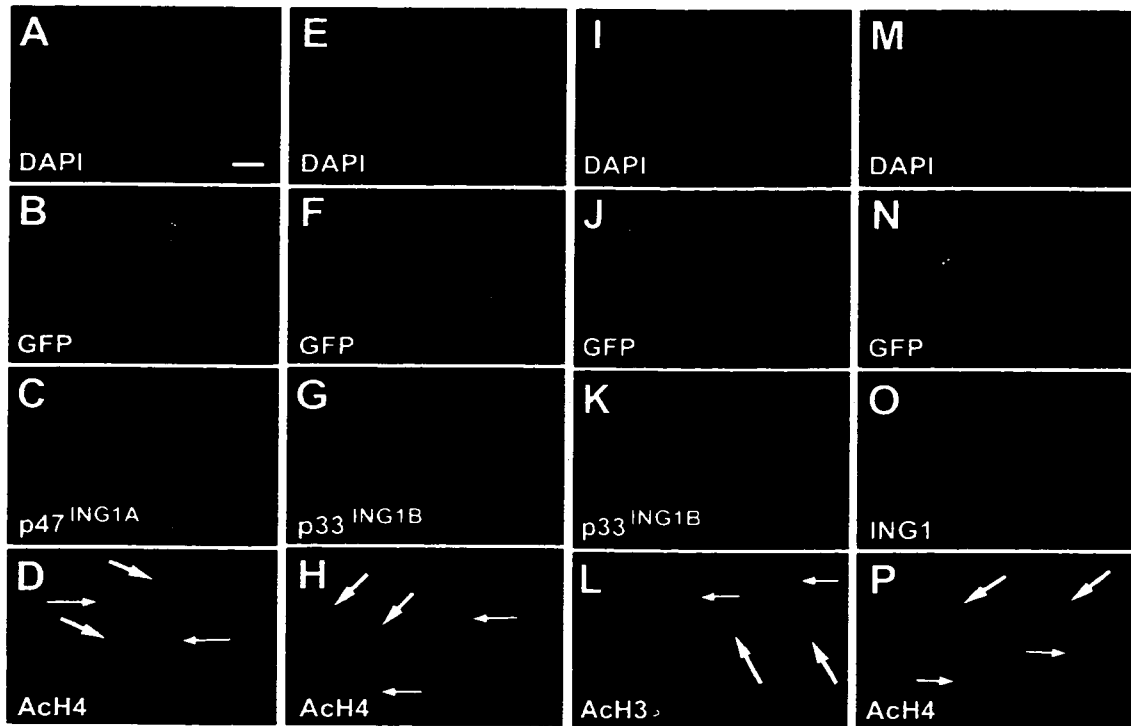 A E I M
DAPI DAPI DAPI DAPI
B F J N
GFP GFP GFP GFP
C G K O
p47 ING1A p33 ING1B p33 ING1B ING1
D H L P
AcH4 AcH4 AcH3 AcH4